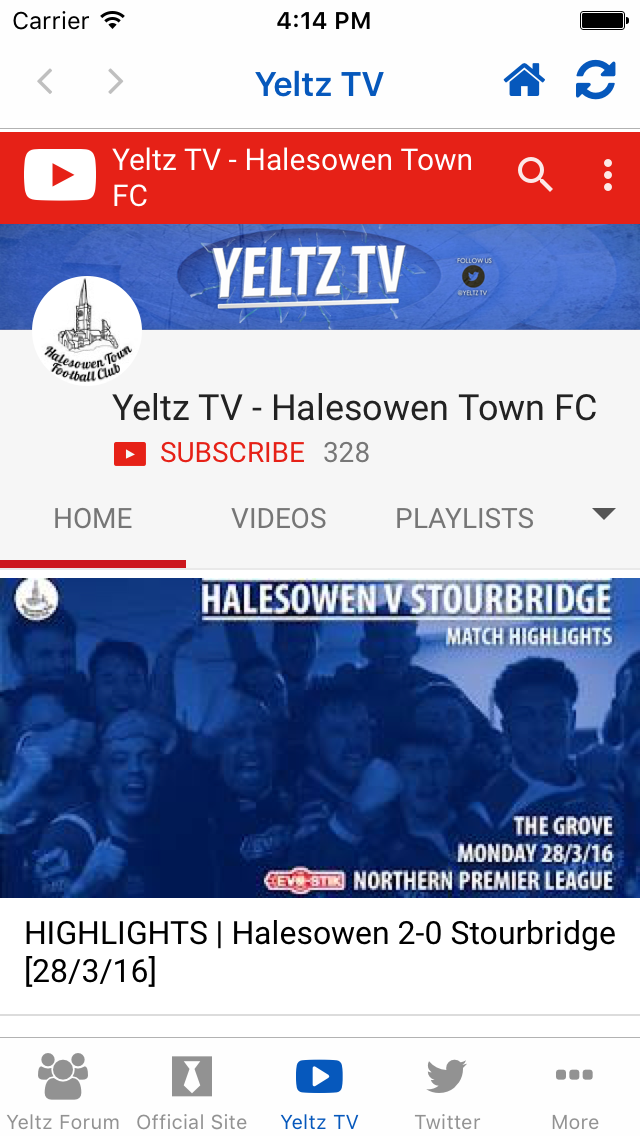 Carrier 4:14 PM
Yeltz TV
Yeltz TV - Halesowen Town
FC
YELTZ TV
FOLLOW US
@YELTZ TV
Halesowen Town
Football Club
Yeltz TV - Halesowen Town FC
SUBSCRIBE 328
HOME VIDEOS PLAYLISTS
HALESOWEN V STOURBRIDGE
MATCH HIGHLIGHTS
THE GROVE
MONDAY 28/3/16
EVO-STIK NORTHERN PREMIER LEAGUE
HIGHLIGHTS | Halesowen 2-0 Stourbridge
[28/3/16]
Yeltz Forum Official Site Yeltz TV Twitter More